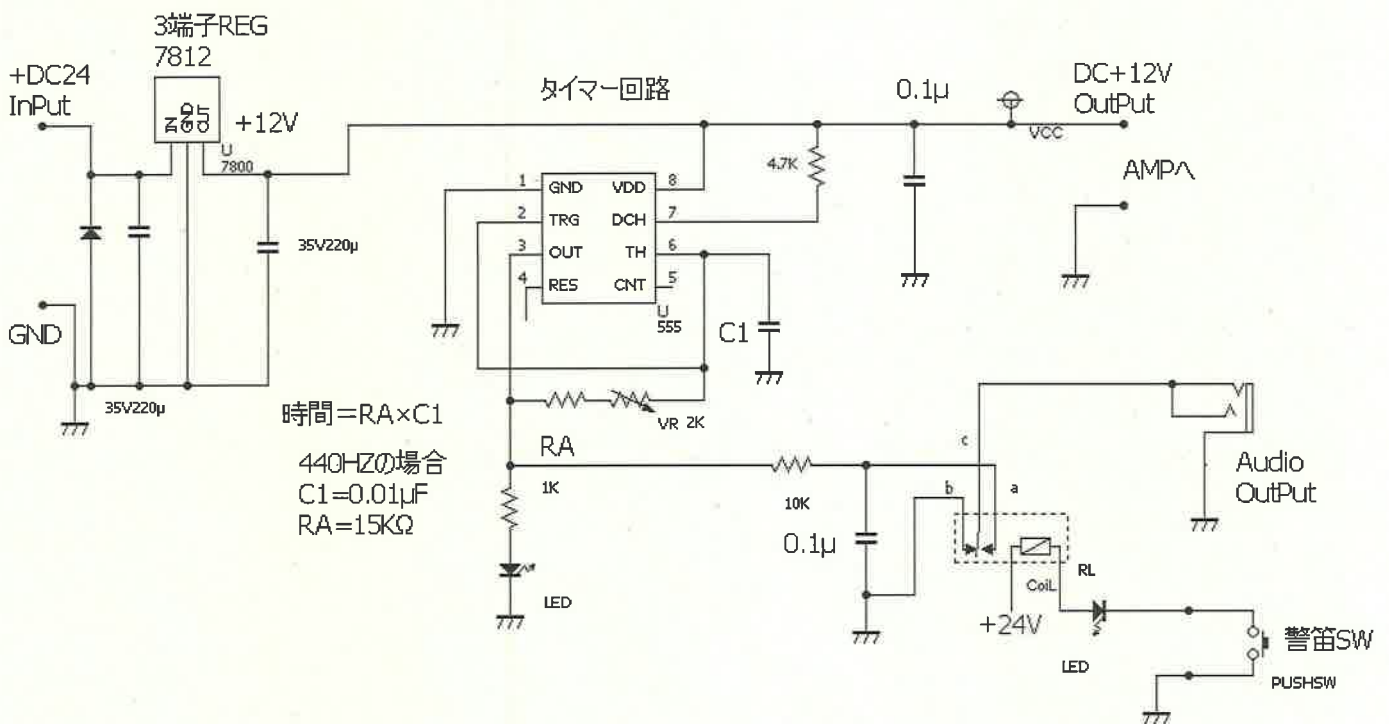 3端子REG
7812
+DC24
InPut
IN
GND
OUT
+12V
U
7800
35V220μ
GND
35V220μ
タイマー回路
1
GND
VDD
8
2
TRG
DCH
7
3
OUT
TH
6
4
RES
CNT
5
U
555
4.7K
0.1μ
VCC
DC+12V
OutPut
AMPへ
C1
時間=RA×C1
440HZの場合
C1=0.01μF
RA=15KΩ
VR 2K
RA
1K
LED
10K
0.1μ
c
b
a
RL
CoiL
+24V
LED
Audio
OutPut
警笛SW
PUSHSW